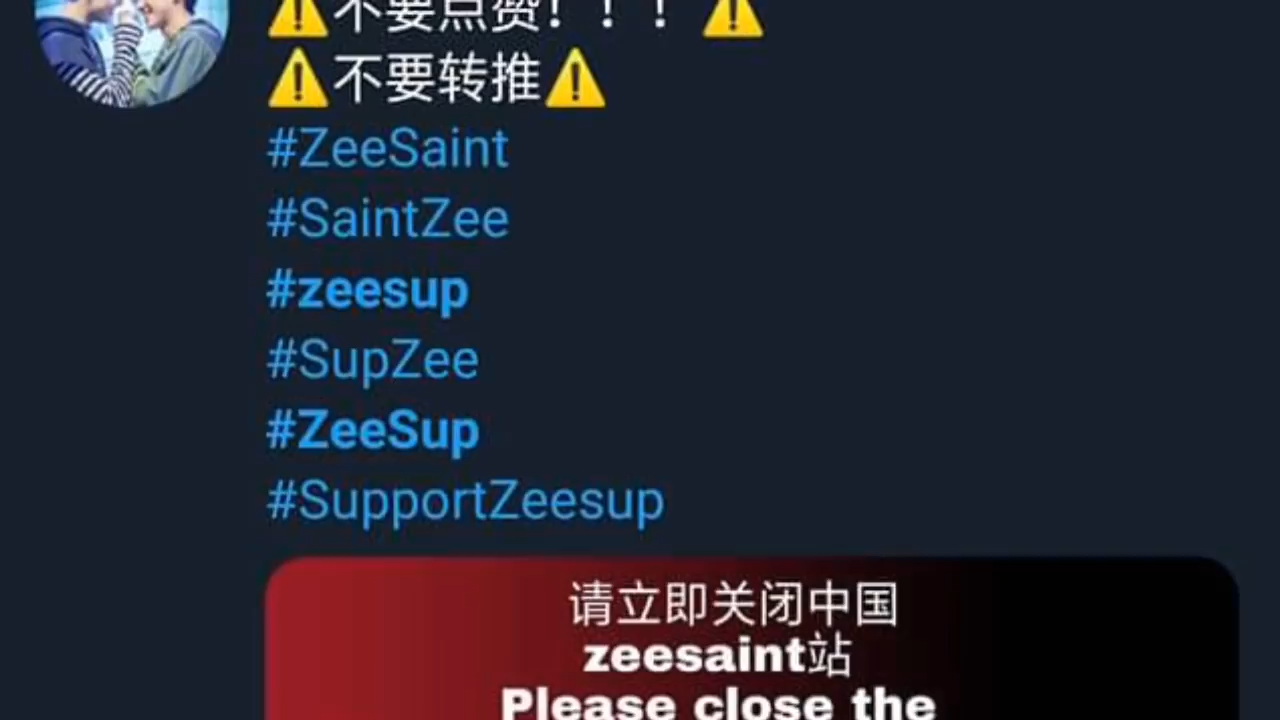 ⚠️不要点赞！！！⚠️
⚠️不要转推⚠️
#ZeeSaint
#SaintZee
#zeesup
#SupZee
#ZeeSup
#SupportZeesup
请立即关闭中国
zeesaint站
Please close the